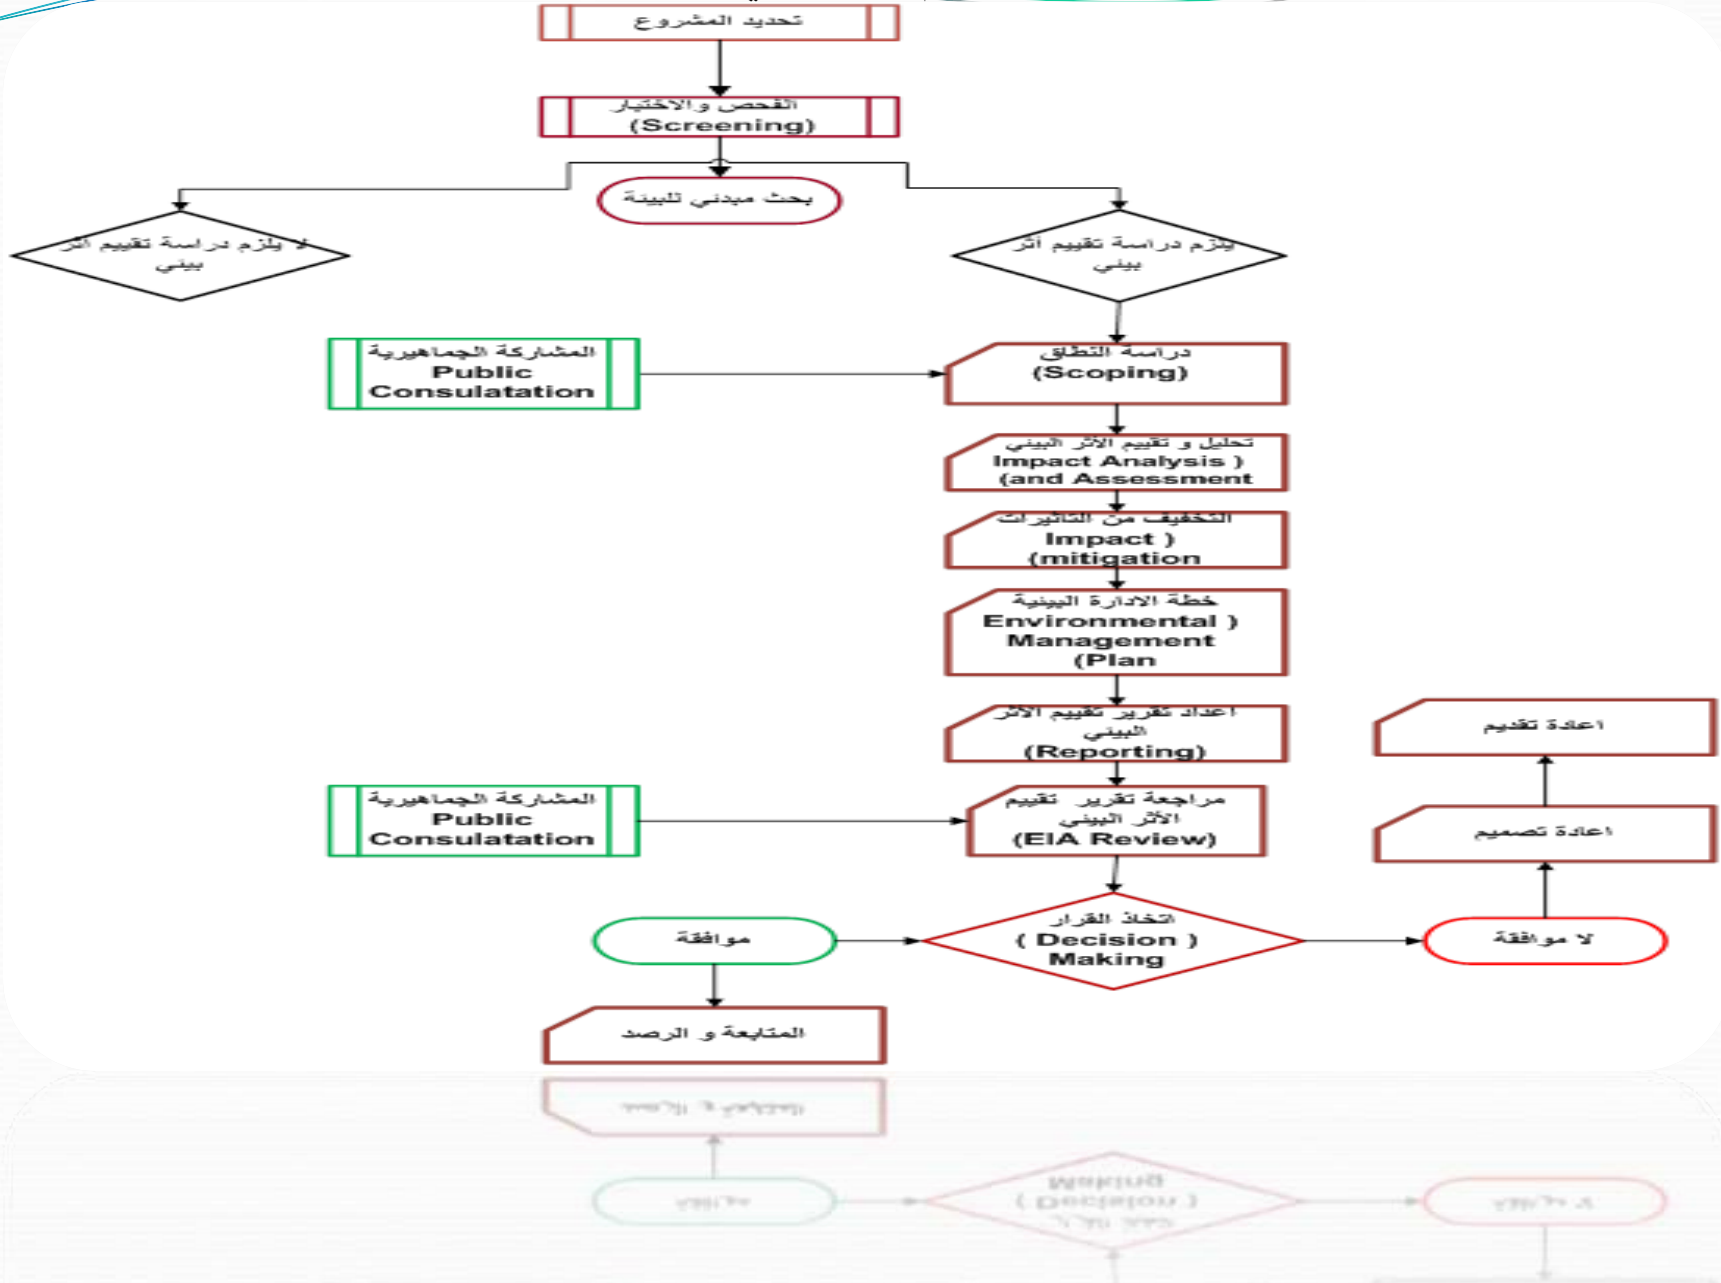 تحديد المشروع
الفحص والاختيار
(Screening)
بحث مبدئي للبيئة
لا يلزم دراسة تقييم أثر
بيئي
يلزم دراسة تقييم أثر
بيئي
المشاركة الجماهيرية
Public
Consulatation
دراسة النطاق
(Scoping)
تحليل و تقييم الأثر البيئي
Impact Analysis )
(and Assessment
التخفيف من التأثيرات
Impact )
(mitigation
خطة الادارة البيئية
Environmental )
Management
(Plan
اعداد تقرير تقييم الأثر
البيئي
(Reporting)
اعادة تقديم
المشاركة الجماهيرية
Public
Consulatation
مراجعة تقرير تقييم
الأثر البيئي
(EIA Review)
اعادة تصميم
موافقة
اتخاذ القرار
( Decision )
Making
لا موافقة
المتابعة و الرصد